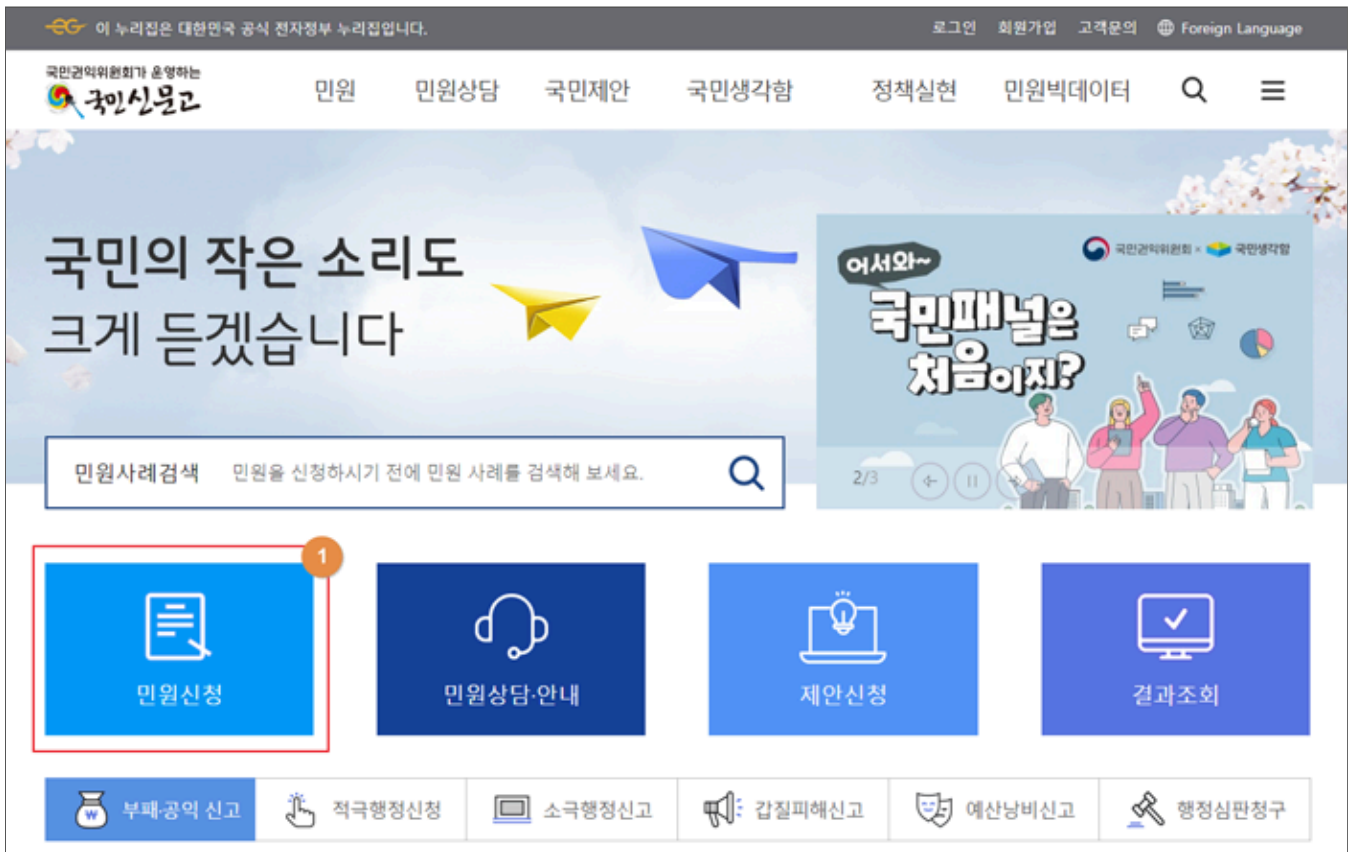 이 누리집은 대한민국 공식 전자정부 누리집입니다.
로그인 회원가입 고객문의 Foreign Language
국민권익위원회가 운영하는
국민신문고
민원 민원상담 국민제안 국민생각함 정책실현 민원빅데이터
국민의 작은 소리도
크게 듣겠습니다
어서와~
국민권익위원회 × 국민생각함
국민패널은
처음이지?
민원사례검색 민원을 신청하시기 전에 민원 사례를 검색해 보세요.
2/3
1
민원신청 민원상담·안내 제안신청 결과조회
부패·공익 신고 적극행정신청 소극행정신고 갑질피해신고 예산낭비신고 행정심판청구